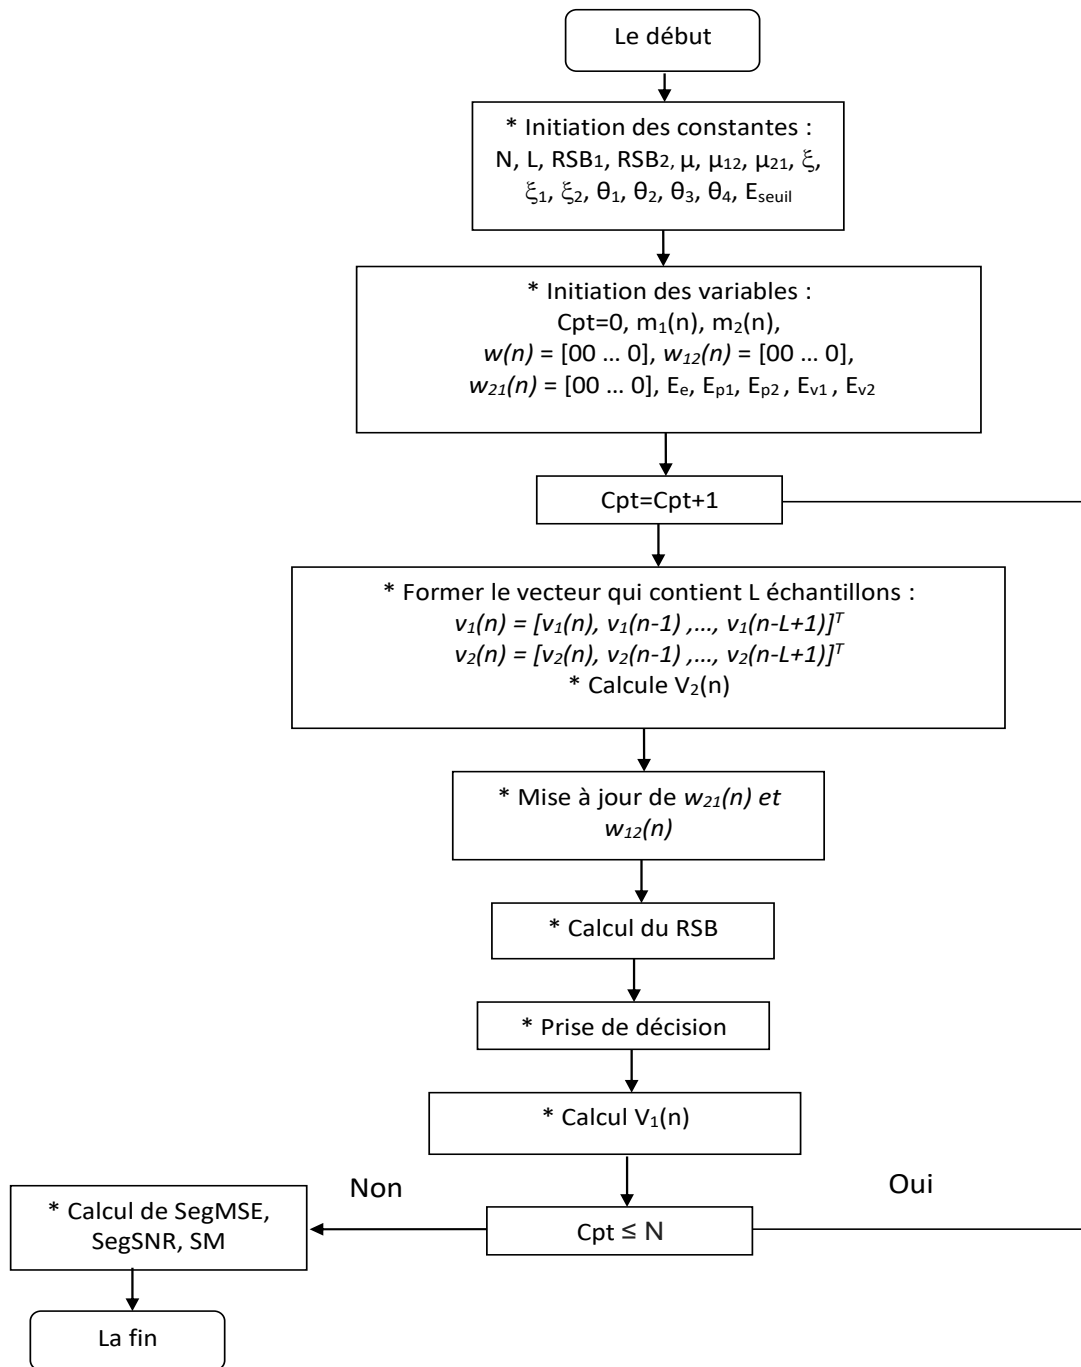 Le début
* Initiation des constantes :
N, L, RSB1, RSB2, μ, μ12, μ21, ξ,
ξ1, ξ2, θ1, θ2, θ3, θ4, Eseuil
* Initiation des variables :
Cpt=0, m1(n), m2(n),
w(n) = [00 ... 0], w12(n) = [00 ... 0],
w21(n) = [00 ... 0], Ee, Ep1, Ep2 , Ev1 , Ev2
Cpt=Cpt+1
* Former le vecteur qui contient L échantillons :
v1(n) = [v1(n), v1(n-1) ,..., v1(n-L+1)]T
v2(n) = [v2(n), v2(n-1) ,..., v2(n-L+1)]T
* Calcule V2(n)
* Mise à jour de w21(n) et
w12(n)
* Calcul du RSB
* Prise de décision
* Calcul V1(n)
Non
Oui
* Calcul de SegMSE,
SegSNR, SM
Cpt ≤ N
La fin